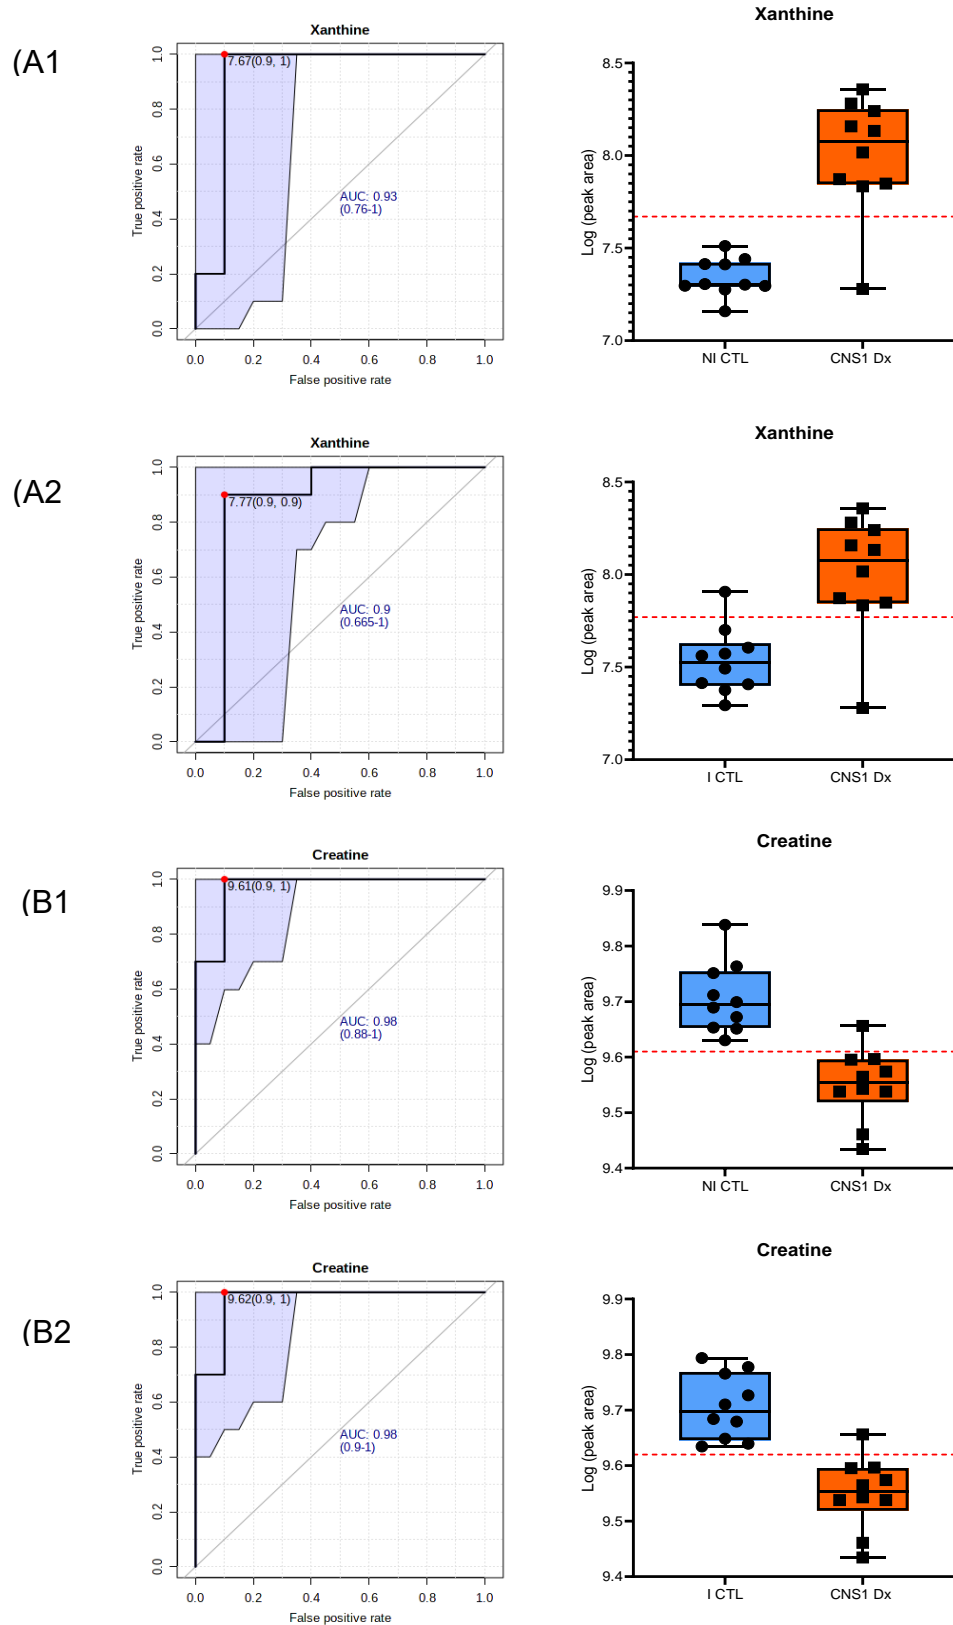 (A1
Xanthine
1.0
0.8
0.6
0.4
0.2
0.0
True positive rate
7.67(0.9, 1)
AUC: 0.93
(0.76-1)
0.0 0.2 0.4 0.6 0.8 1.0
False positive rate
Xanthine
8.5
8.0
7.5
7.0
Log (peak area)
NI CTL CNS1 Dx
(A2
Xanthine
1.0
0.8
0.6
0.4
0.2
0.0
True positive rate
7.77(0.9, 0.9)
AUC: 0.9
(0.665-1)
0.0 0.2 0.4 0.6 0.8 1.0
False positive rate
Xanthine
8.5
8.0
7.5
7.0
Log (peak area)
I CTL CNS1 Dx
(B1
Creatine
1.0
0.8
0.6
0.4
0.2
0.0
True positive rate
9.61(0.9, 1)
AUC: 0.98
(0.88-1)
0.0 0.2 0.4 0.6 0.8 1.0
False positive rate
Creatine
9.9
9.8
9.7
9.6
9.5
9.4
Log (peak area)
NI CTL CNS1 Dx
(B2
Creatine
1.0
0.8
0.6
0.4
0.2
0.0
True positive rate
9.62(0.9, 1)
AUC: 0.98
(0.9-1)
0.0 0.2 0.4 0.6 0.8 1.0
False positive rate
Creatine
9.9
9.8
9.7
9.6
9.5
9.4
Log (peak area)
I CTL CNS1 Dx